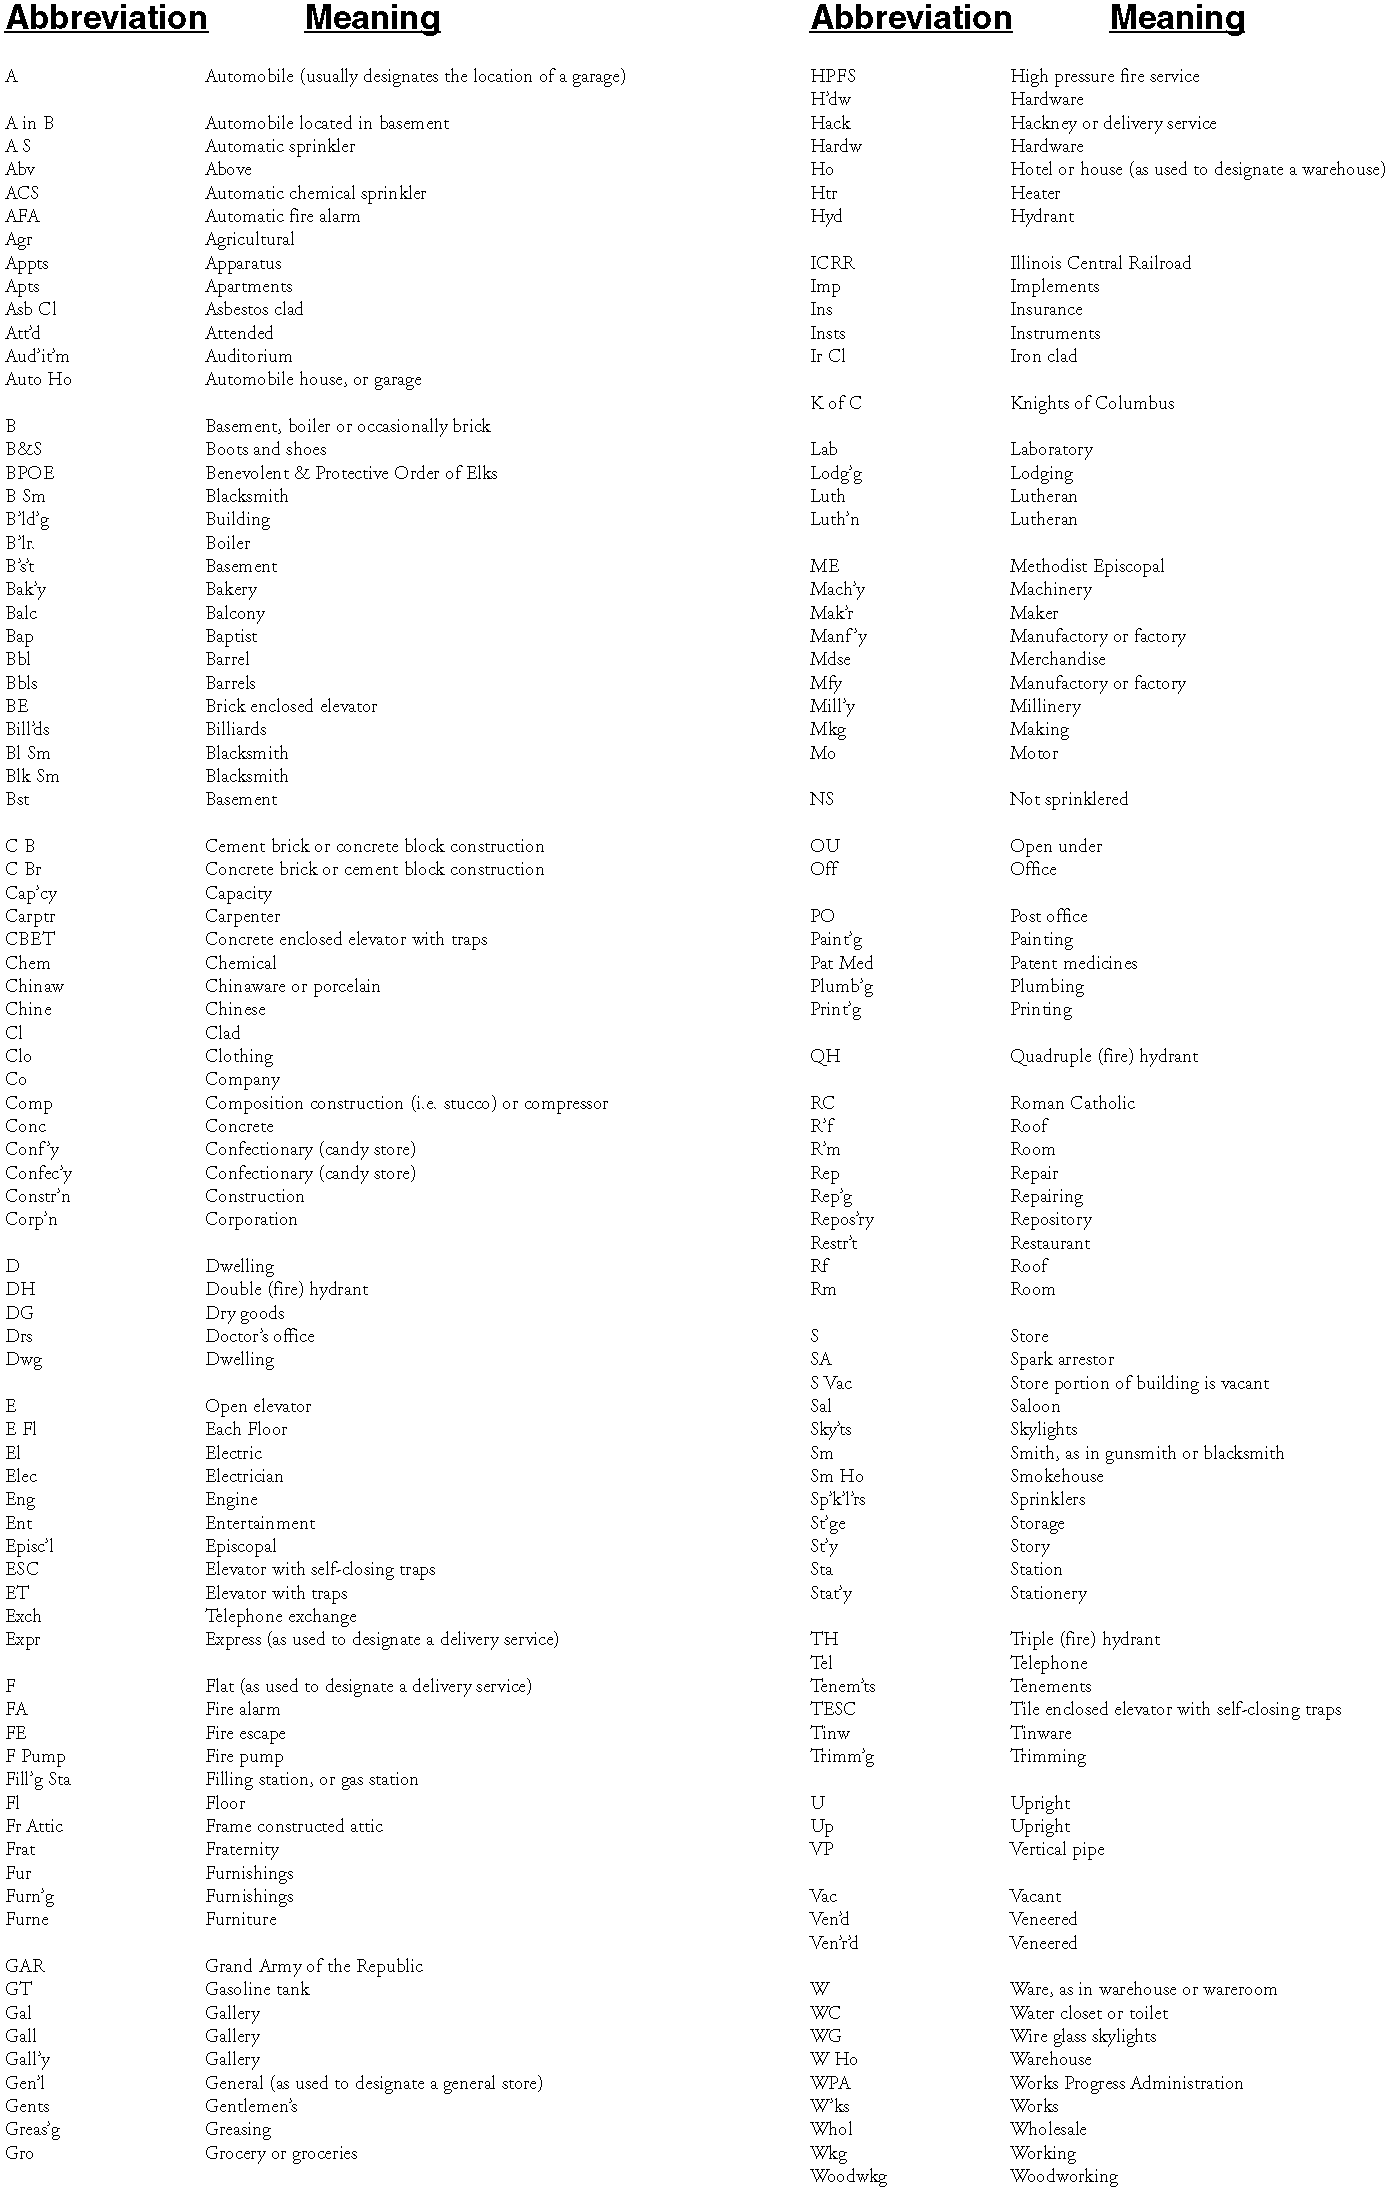 Abbreviation Meaning
A Automobile (usually designates the location of a garage)
A in B Automobile located in basement
A S Automatic sprinkler
Abv Above
ACS Automatic chemical sprinkler
AFA Automatic fire alarm
Agr Agricultural
Appts Apparatus
Apts Apartments
Asb Cl Asbestos clad
Att’d Attended
Aud’it’m Auditorium
Auto Ho Automobile house, or garage
B Basement, boiler or occasionally brick
B&S Boots and shoes
BPOE Benevolent & Protective Order of Elks
B Sm Blacksmith
B’ld’g Building
B’lr. Boiler
B’s’t Basement
Bak’y Bakery
Balc Balcony
Bap Baptist
Bbl Barrel
Bbls Barrels
BE Brick enclosed elevator
Bill’ds Billiards
Bl Sm Blacksmith
Blk Sm Blacksmith
Bst Basement
C B Cement brick or concrete block construction
C Br Concrete brick or cement block construction
Cap’cy Capacity
Carptr Carpenter
CBET Concrete enclosed elevator with traps
Chem Chemical
Chinaw Chinaware or porcelain
Chine Chinese
Cl Clad
Clo Clothing
Co Company
Comp Composition construction (i.e. stucco) or compressor
Conc Concrete
Conf’y Confectionary (candy store)
Confec’y Confectionary (candy store)
Constr’n Construction
Corp’n Corporation
D Dwelling
DH Double (fire) hydrant
DG Dry goods
Drs Doctor’s office
Dwg Dwelling
E Open elevator
E Fl Each Floor
El Electric
Elec Electrician
Eng Engine
Ent Entertainment
Episc’l Episcopal
ESC Elevator with self-closing traps
ET Elevator with traps
Exch Telephone exchange
Expr Express (as used to designate a delivery service)
F Flat (as used to designate a delivery service)
FA Fire alarm
FE Fire escape
F Pump Fire pump
Fill’g Sta Filling station, or gas station
Fl Floor
Fr Attic Frame constructed attic
Frat Fraternity
Fur Furnishings
Furn’g Furnishings
Furne Furniture
GAR Grand Army of the Republic
GT Gasoline tank
Gal Gallery
Gall Gallery
Gall’y Gallery
Gen’l General (as used to designate a general store)
Gents Gentlemen’s
Greas’g Greasing
Gro Grocery or groceries
Abbreviation Meaning
HPFS High pressure fire service
H’dw Hardware
Hack Hackney or delivery service
Hardw Hardware
Ho Hotel or house (as used to designate a warehouse)
Htr Heater
Hyd Hydrant
ICRR Illinois Central Railroad
Imp Implements
Ins Insurance
Insts Instruments
Ir Cl Iron clad
K of C Knights of Columbus
Lab Laboratory
Lodg’g Lodging
Luth Lutheran
Luth’n Lutheran
ME Methodist Episcopal
Mach’y Machinery
Mak’r Maker
Manf’y Manufactory or factory
Mdse Merchandise
Mfy Manufactory or factory
Mill’y Millinery
Mkg Making
Mo Motor
NS Not sprinklered
OU Open under
Off Office
PO Post office
Paint’g Painting
Pat Med Patent medicines
Plumb’g Plumbing
Print’g Printing
QH Quadruple (fire) hydrant
RC Roman Catholic
R’f Roof
R’m Room
Rep Repair
Rep’g Repairing
Repos’ry Repository
Restr’t Restaurant
Rf Roof
Rm Room
S Store
SA Spark arrestor
S Vac Store portion of building is vacant
Sal Saloon
Sky’ts Skylights
Sm Smith, as in gunsmith or blacksmith
Sm Ho Smokehouse
Sp’k’l’rs Sprinklers
St’ge Storage
St’y Story
Sta Station
Stat’y Stationery
TH Triple (fire) hydrant
Tel Telephone
Tenem’ts Tenements
TESC Tile enclosed elevator with self-closing traps
Tinw Tinware
Trimm’g Trimming
U Upright
Up Upright
VP Vertical pipe
Vac Vacant
Ven’d Veneered
Ven’r’d Veneered
W Ware, as in warehouse or wareroom
WC Water closet or toilet
WG Wire glass skylights
W Ho Warehouse
WPA Works Progress Administration
W’ks Works
Whol Wholesale
Wkg Working
Woodwkg Woodworking